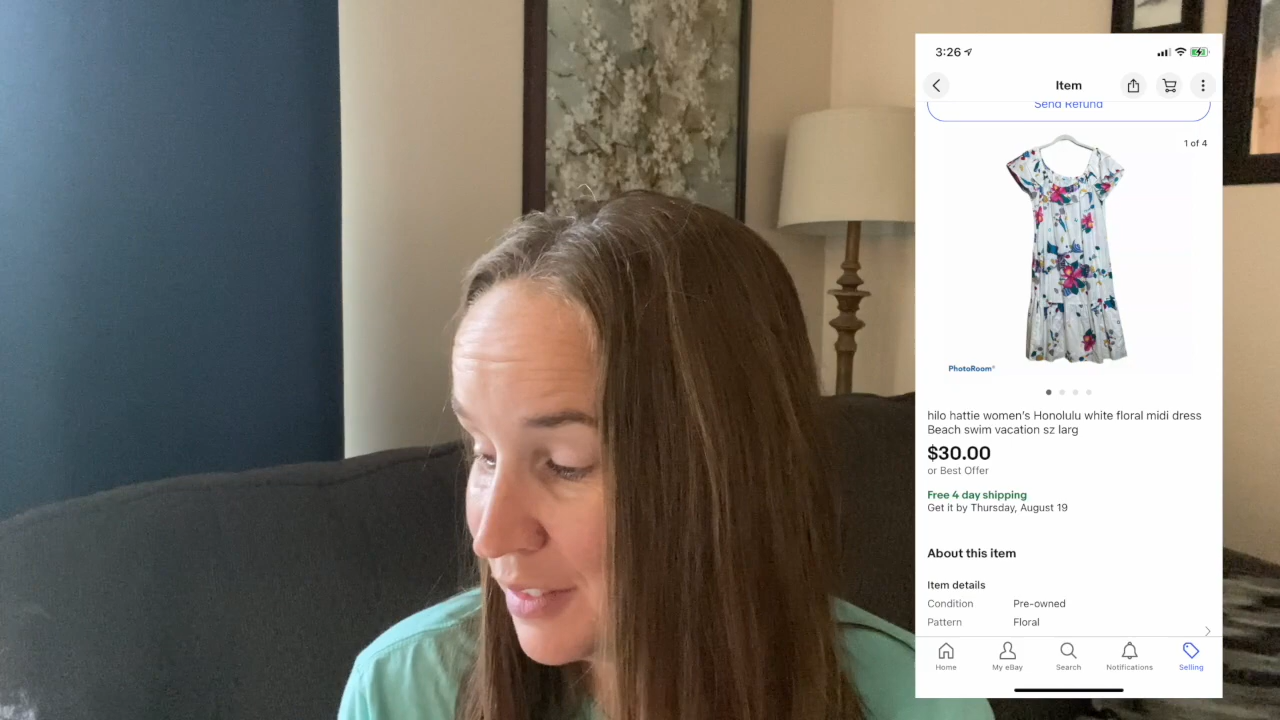 3:26
Item
Send Refund
1 of 4
PhotoRoom®
hilo hattie women's Honolulu white floral midi dress
Beach swim vacation sz larg
$30.00
or Best Offer
Free 4 day shipping
Get it by Thursday, August 19
About this item
Item details
Condition Pre-owned
Pattern Floral
Home My eBay Search Notifications Selling